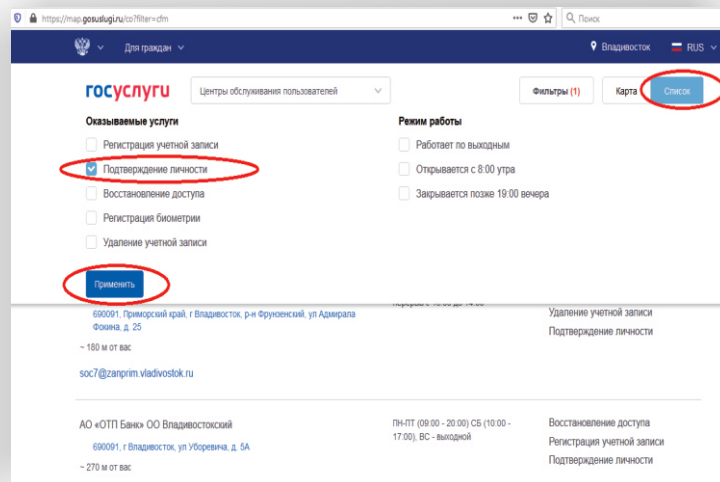 https://map.gosuslugi.ru/co?filter=cfm
Поиск
Для граждан
Владивосток
RUS
госуслуги
Центры обслуживания пользователей
Фильтры (1)
Карта
Список
Оказываемые услуги
Режим работы
Регистрация учетной записи
Работает по выходным
Подтверждение личности
Открывается с 8:00 утра
Восстановление доступа
Закрывается позже 19:00 вечера
Регистрация биометрии
Удаление учетной записи
Применить
690091, Приморский край, г Владивосток, р-н Фрунзенский, ул Адмирала
Фокина, д. 25
Удаление учетной записи
Подтверждение личности
~ 180 м от вас
soc7@zanprim.vladivostok.ru
АО «ОТП Банк» ОО Владивостокский
ПН-ПТ (09:00 - 20:00) СБ (10:00 -
17:00), ВС - выходной
Восстановление доступа
Регистрация учетной записи
Подтверждение личности
690091, г Владивосток, ул Уборевича, д. 5А
~ 270 м от вас